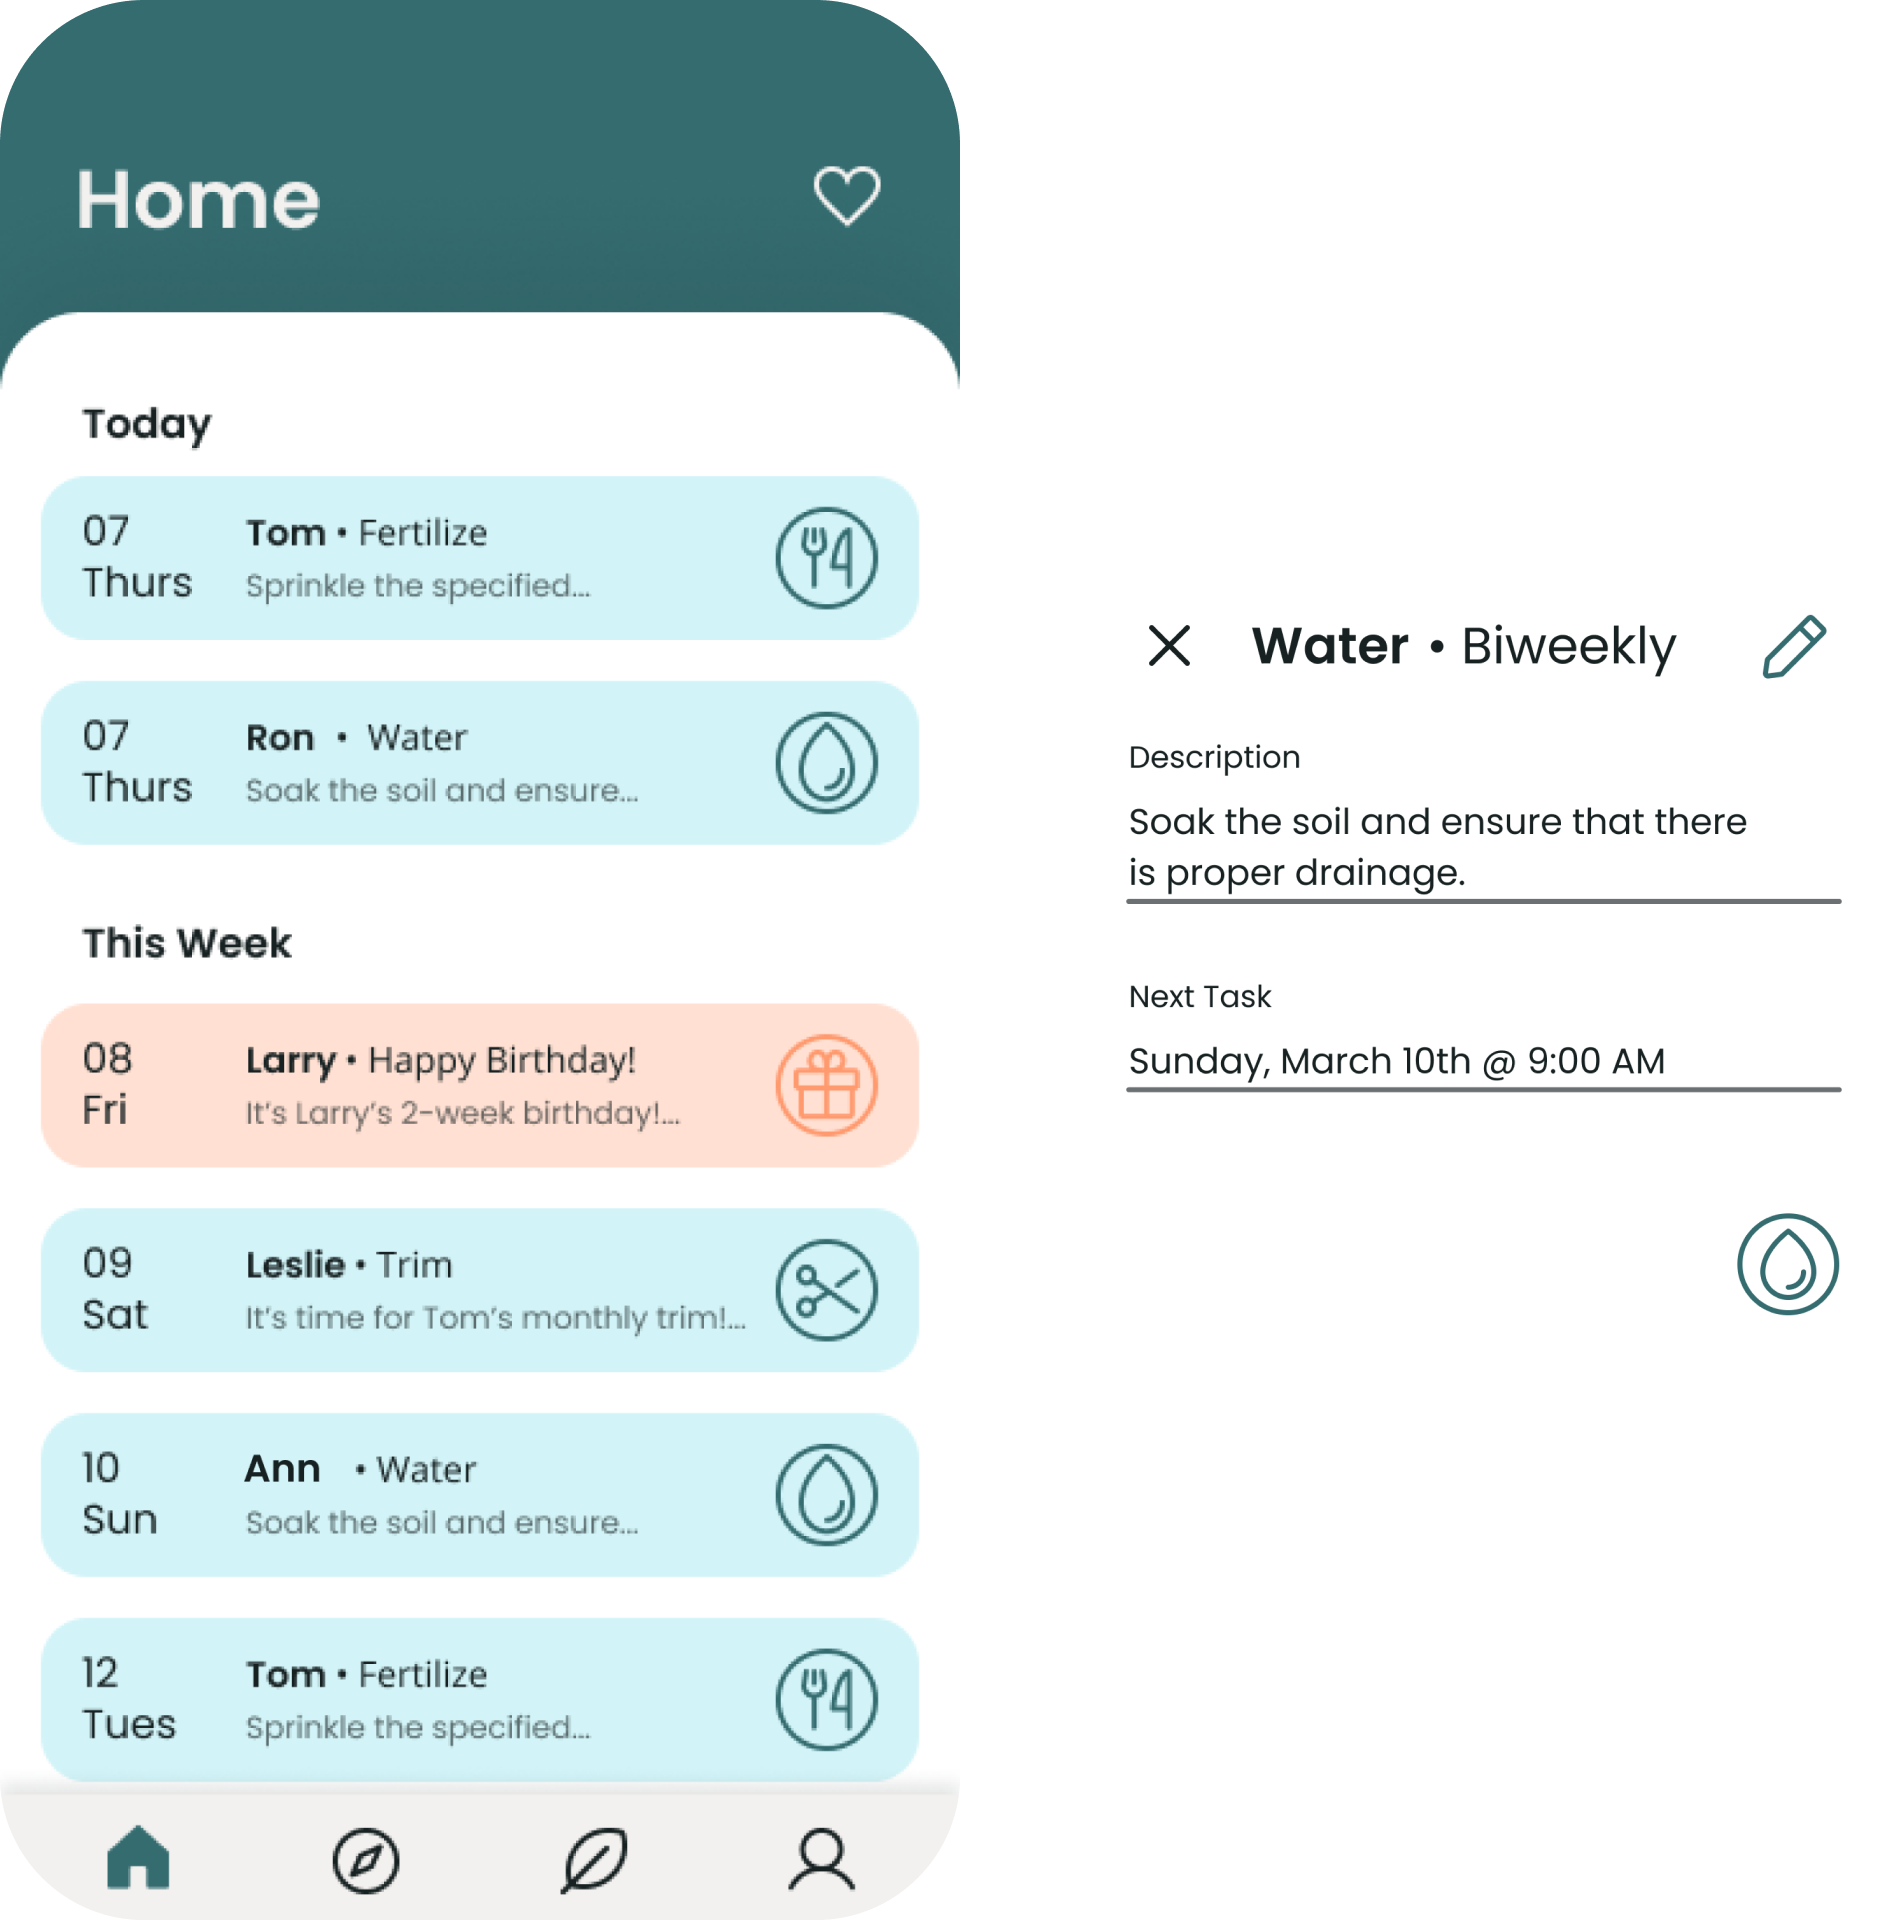 Home
Today
07 Thurs
Tom • Fertilize
Sprinkle the specified...
07 Thurs
Ron • Water
Soak the soil and ensure...
This Week
08 Fri
Larry • Happy Birthday!
It's Larry's 2-week birthday!...
09 Sat
Leslie • Trim
It's time for Tom's monthly trim!...
10 Sun
Ann • Water
Soak the soil and ensure...
12 Tues
Tom • Fertilize
Sprinkle the specified...
Water • Biweekly
Description
Soak the soil and ensure that there
is proper drainage.
Next Task
Sunday, March 10th @ 9:00 AM